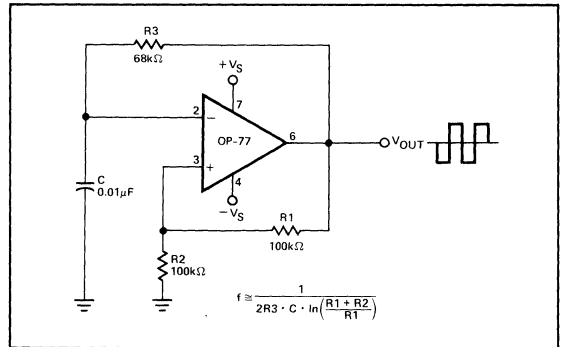 R3
68kΩ
+VS
7
2
−
OP-77
6
VOUT
3
+
4
−VS
C
0.01μF
R1
100kΩ
R2
100kΩ
f ≅ 1
2R3 · C · ln(R1 + R2
R1)